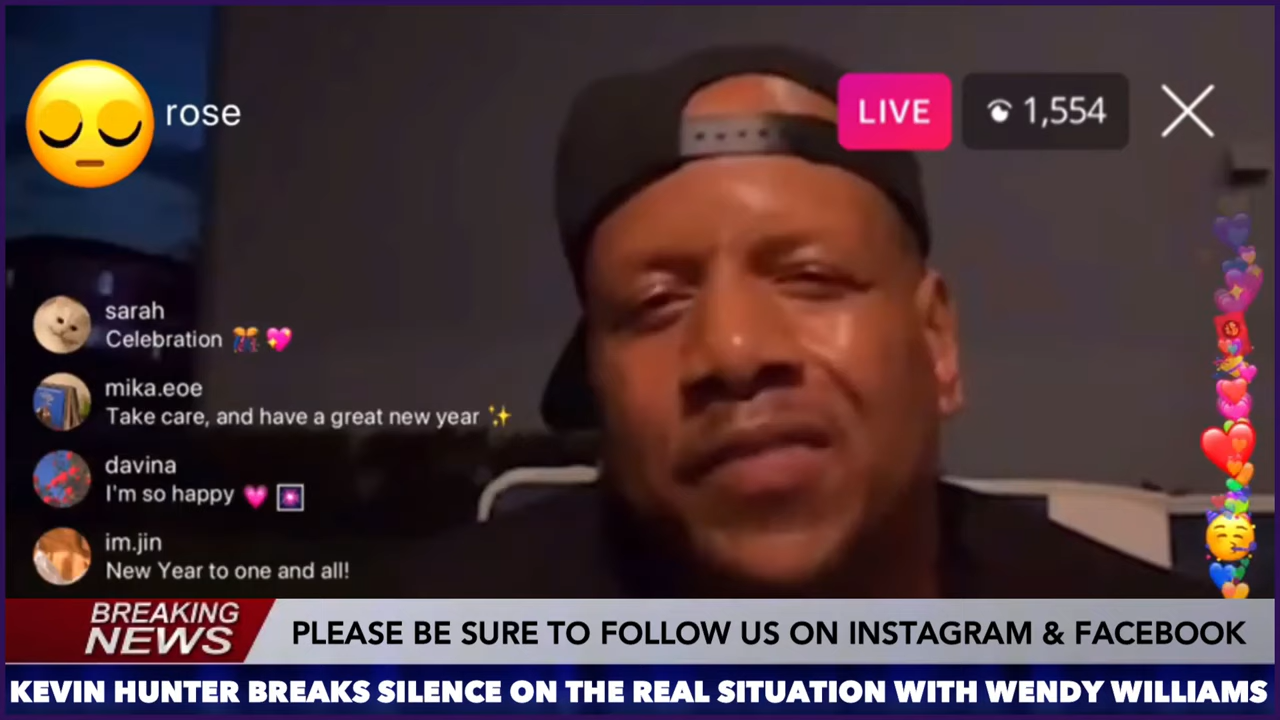 rose
LIVE
1,554
sarah
Celebration
mika.eoe
Take care, and have a great new year
davina
I'm so happy
im.jin
New Year to one and all!
BREAKING
NEWS
PLEASE BE SURE TO FOLLOW US ON INSTAGRAM & FACEBOOK
KEVIN HUNTER BREAKS SILENCE ON THE REAL SITUATION WITH WENDY WILLIAMS